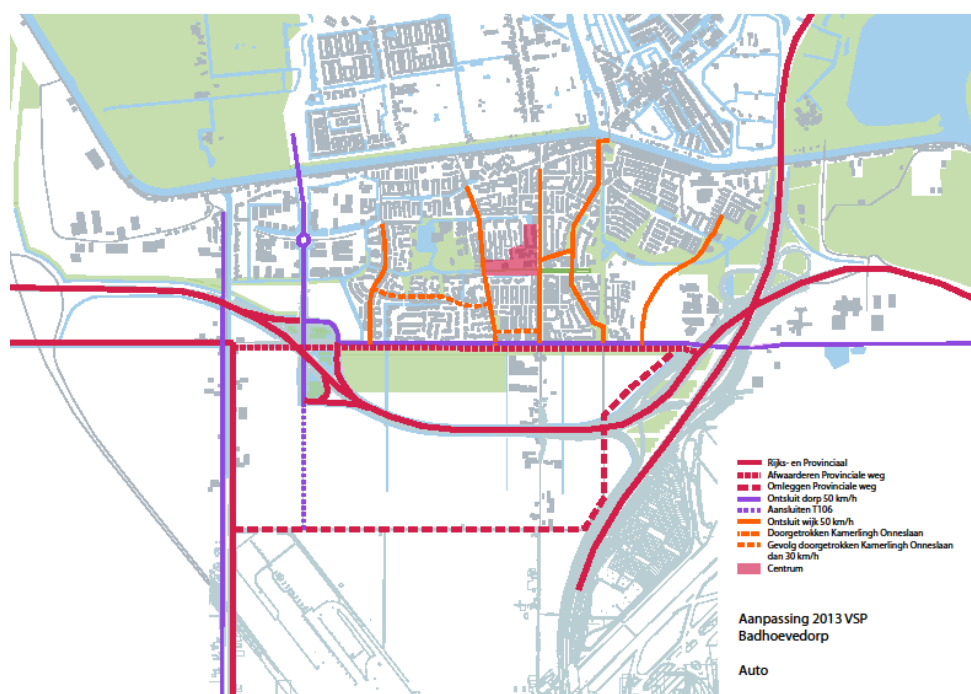 Rijks- en Provinciaal
Afwaarderen Provinciale weg
Omleggen Provinciale weg
Ontsluit dorp 50 km/h
Aansluiten T106
Ontsluit wijk 50 km/h
Doorgetrokken Kamerlingh Onneslaan
Gevolg doorgetrokken Kamerlingh Onneslaan
dan 30 km/h
Centrum
Aanpassing 2013 VSP
Badhoevedorp
Auto